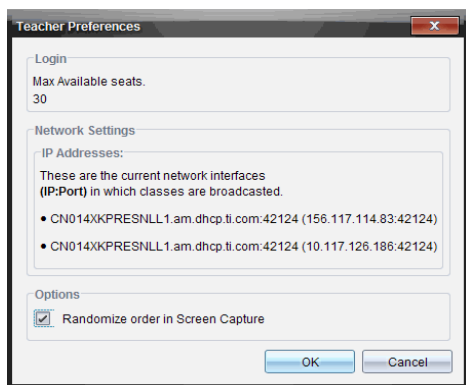 Teacher Preferences
Login
Max Available seats.
30
Network Settings
IP Addresses:
These are the current network interfaces
(IP:Port) in which classes are broadcasted.
• CN014XKPRESNLL1.am.dhcp.ti.com:42124 (156.117.114.83:42124)
• CN014XKPRESNLL1.am.dhcp.ti.com:42124 (10.117.126.186:42124)
Options
Randomize order in Screen Capture
OK Cancel